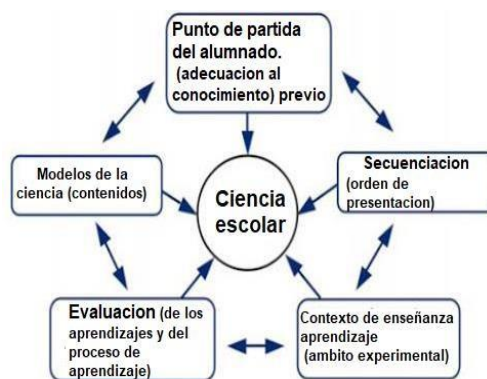 Punto de partida
del alumnado.
(adecuacion al
conocimiento) previo
Modelos de la
ciencia (contenidos)
Ciencia
escolar
Secuenciacion
(orden de
presentacion)
Evaluacion (de los
aprendizajes y del
proceso de
aprendizaje)
Contexto de enseñanza
aprendizaje
(ambito experimental)